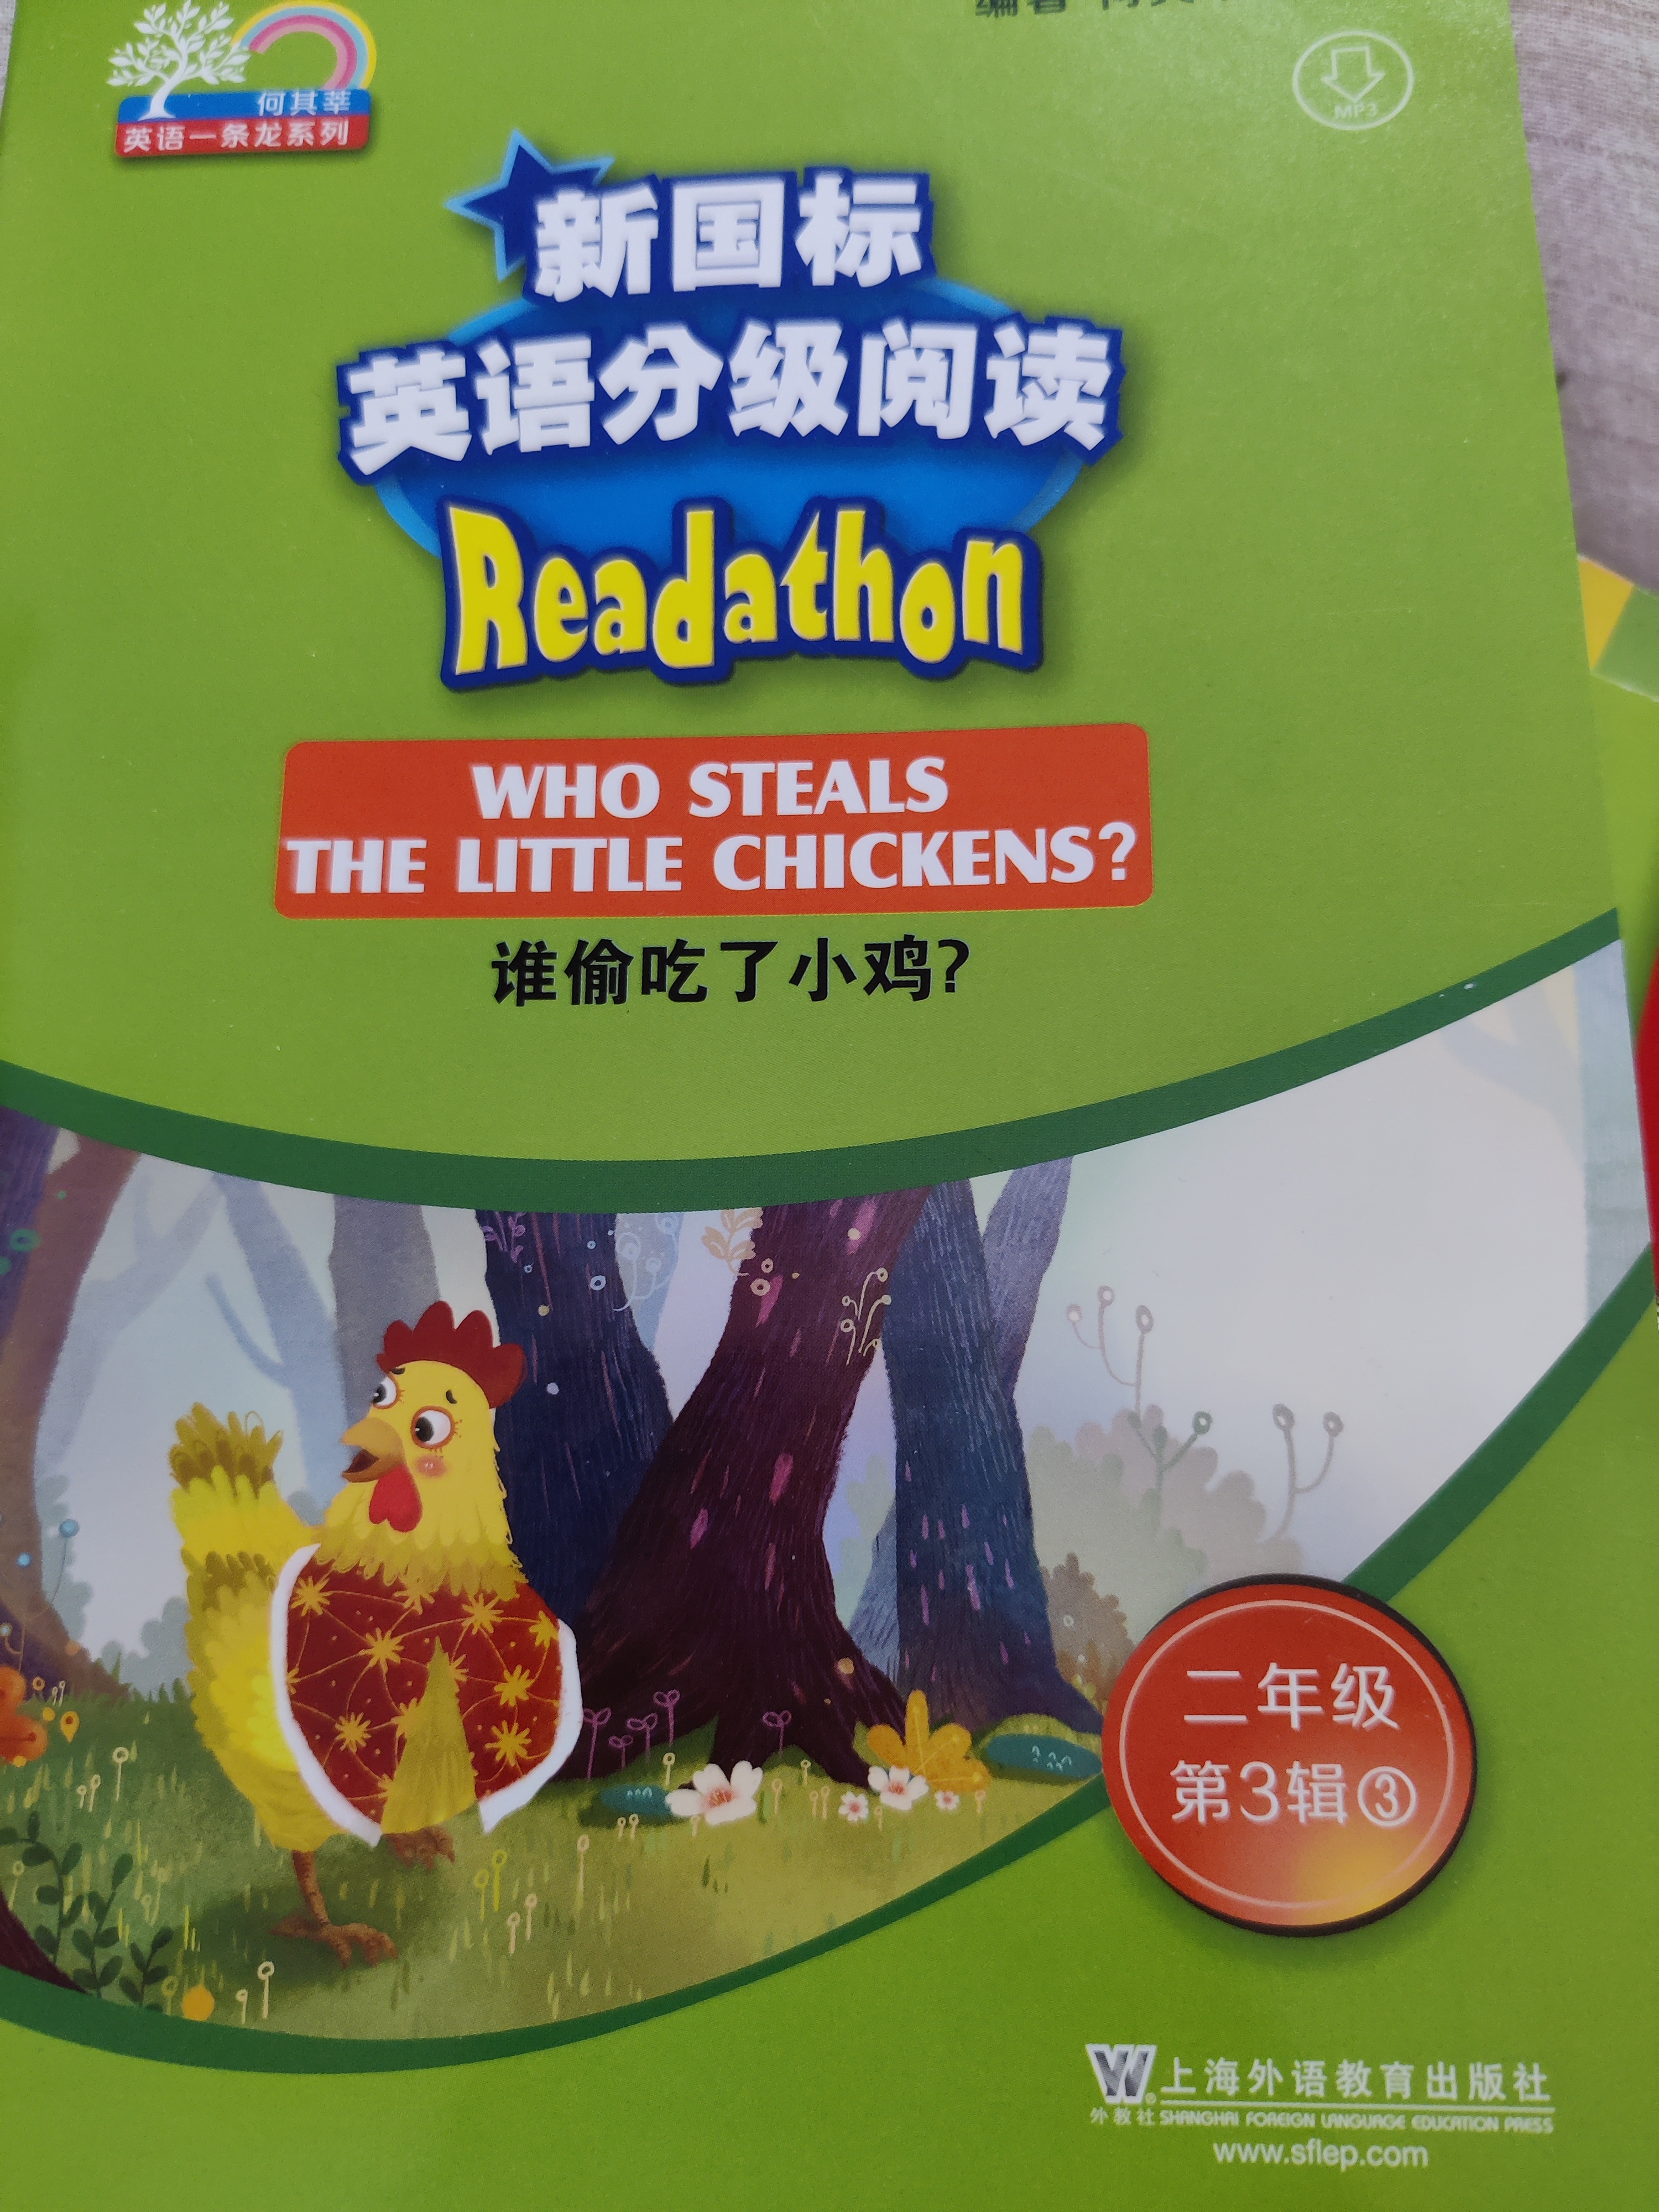 编著
MP3
何其莘
英语一条龙系列
新国标
英语分级阅读
Readathon
WHO STEALS
THE LITTLE CHICKENS?
谁偷吃了小鸡?
二年级
第3辑③
W®上海外语教育出版社
外教社 SHANGHAI FOREIGN LANGUAGE EDUCATION PRESS
www.sflep.com